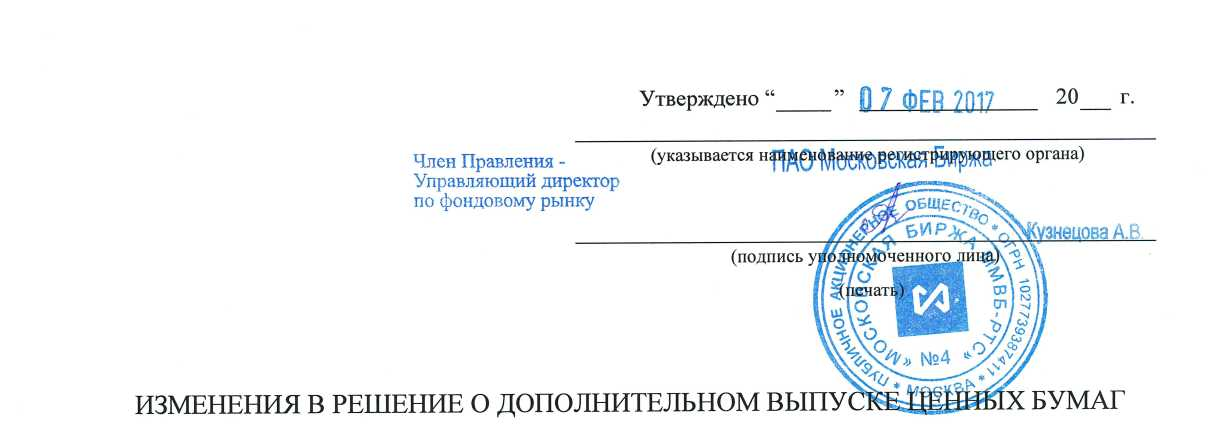 Утверждено “_____” 07 ФЕВ 2017 20___ г.
ПАО Московская Биржа
(указывается наименование регистрирующего органа)
Член Правления -
Управляющий директор
по фондовому рынку
Кузнецова А.В.
(подпись уполномоченного лица)
(печать)
ПУБЛИЧНОЕ АКЦИОНЕРНОЕ ОБЩЕСТВО * ОГРН 1027739387411 * МОСКВА *
«МОСКОВСКАЯ БИРЖА ММВБ-РТС»
№4
ИЗМЕНЕНИЯ В РЕШЕНИЕ О ДОПОЛНИТЕЛЬНОМ ВЫПУСКЕ ЦЕННЫХ БУМАГ